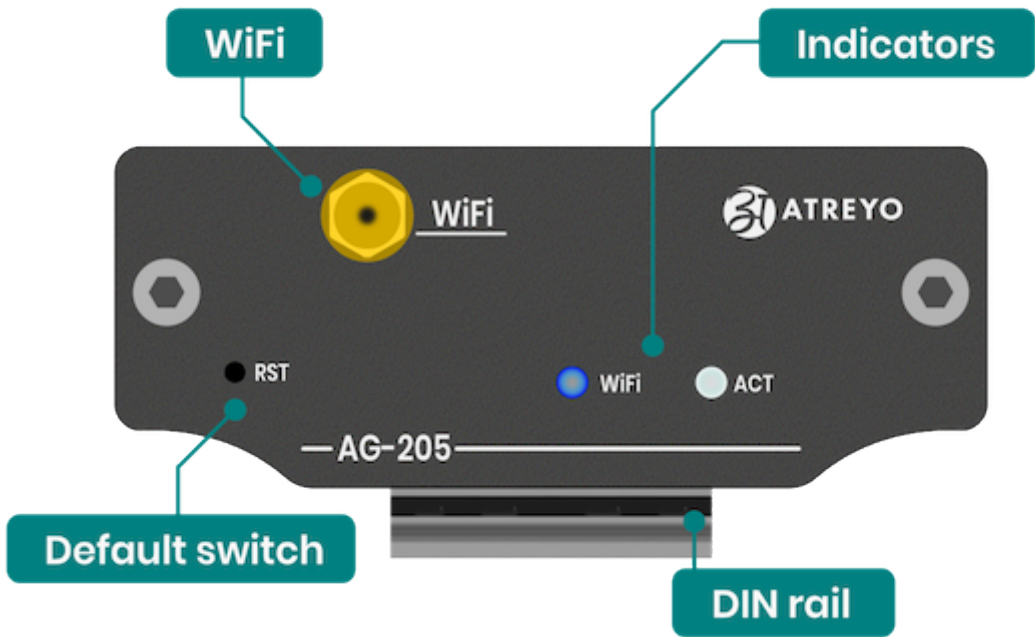 WiFi
Indicators
WiFi
ATREYO
RST
WiFi
ACT
AG-205
Default switch
DIN rail